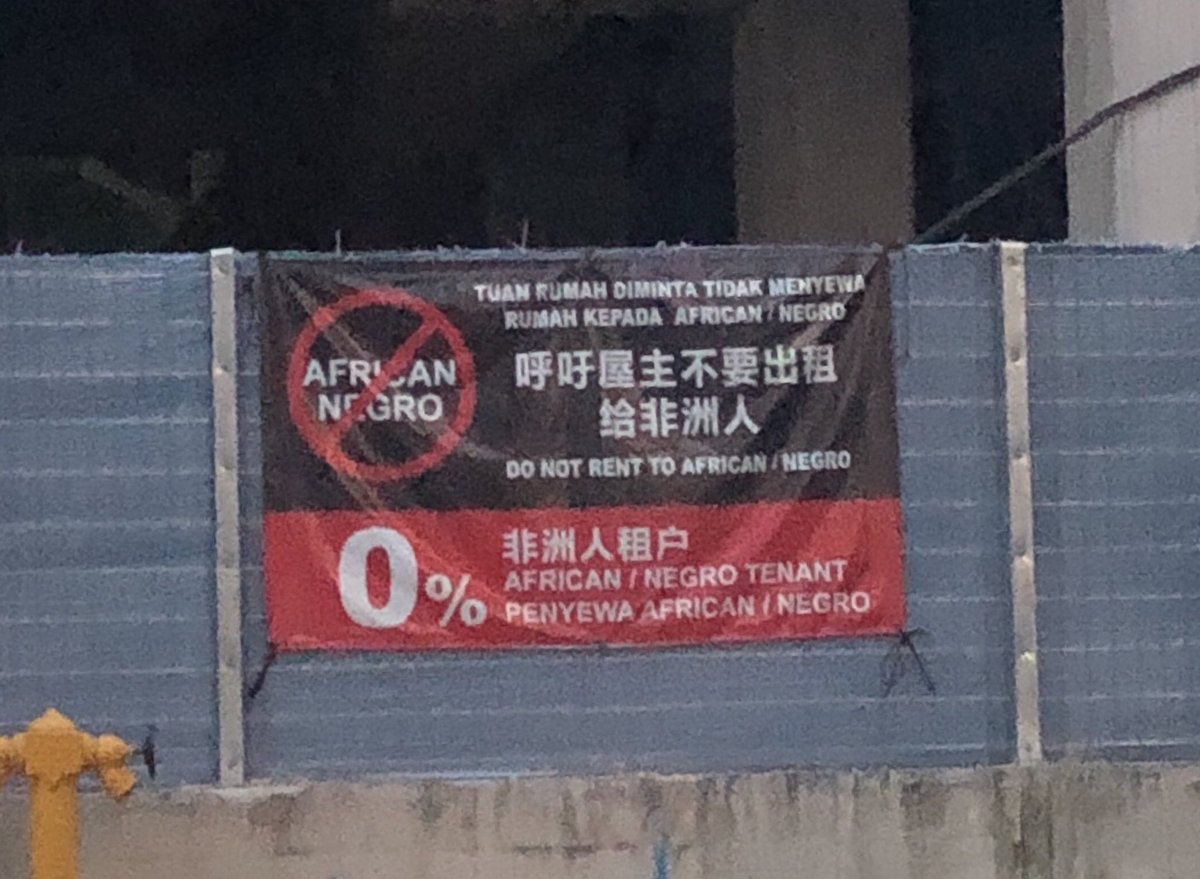 AFRICAN
NEGRO
TUAN RUMAH DIMINTA TIDAK MENYEWA
RUMAH KEPADA AFRICAN / NEGRO
呼吁屋主不要出租
给非洲人
DO NOT RENT TO AFRICAN / NEGRO
0%
非洲人租户
AFRICAN / NEGRO TENANT
PENYEWA AFRICAN / NEGRO